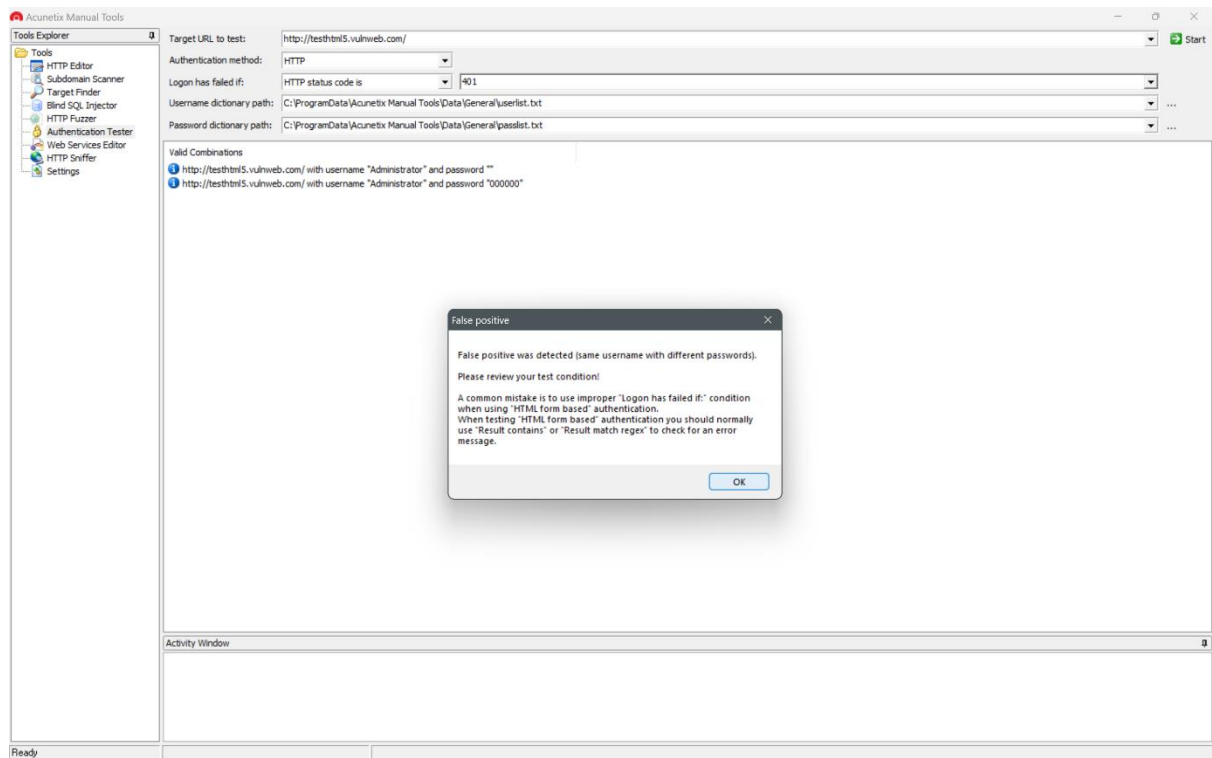 Acunetix Manual Tools
Tools Explorer
Tools
HTTP Editor
Subdomain Scanner
Target Finder
Blind SQL Injector
HTTP Fuzzer
Authentication Tester
Web Services Editor
HTTP Sniffer
Settings
Target URL to test: http://testhtml5.vulnweb.com/ Start
Authentication method: HTTP
Logon has failed if: HTTP status code is 401
Username dictionary path: C:\ProgramData\Acunetix Manual Tools\Data\General\userlist.txt ...
Password dictionary path: C:\ProgramData\Acunetix Manual Tools\Data\General\passlist.txt ...
Valid Combinations
http://testhtml5.vulnweb.com/ with username "Administrator" and password ""
http://testhtml5.vulnweb.com/ with username "Administrator" and password "000000"
False positive
False positive was detected (same username with different passwords).
Please review your test condition!
A common mistake is to use improper "Logon has failed if:" condition
when using "HTML form based" authentication.
When testing "HTML form based" authentication you should normally
use "Result contains" or "Result match regex" to check for an error
message.
OK
Activity Window
Ready